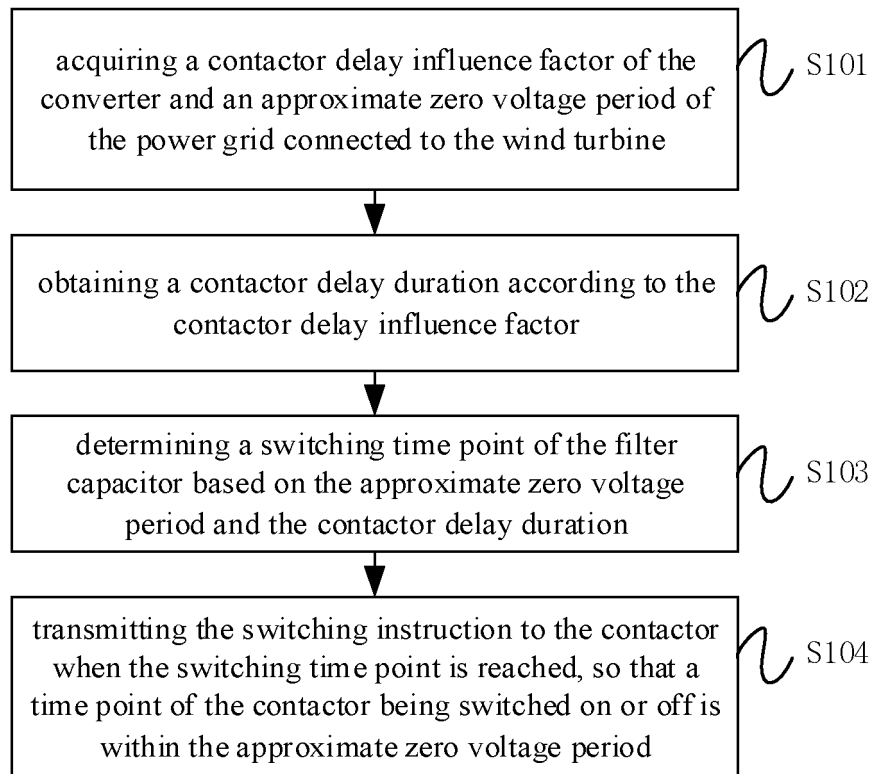 acquiring a contactor delay influence factor of the
converter and an approximate zero voltage period of
the power grid connected to the wind turbine
S101
obtaining a contactor delay duration according to the
contactor delay influence factor
S102
determining a switching time point of the filter
capacitor based on the approximate zero voltage
period and the contactor delay duration
S103
transmitting the switching instruction to the contactor
when the switching time point is reached, so that a
time point of the contactor being switched on or off is
within the approximate zero voltage period
S104